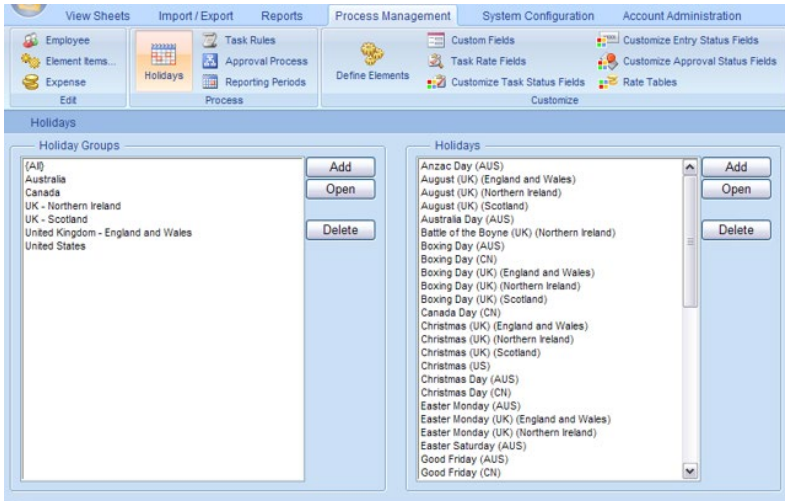 View Sheets Import / Export Reports Process Management System Configuration Account Administration
Employee Task Rules Custom Fields Customize Entry Status Fields
Element Items... Approval Process Task Rate Fields Customize Approval Status Fields
Holidays Define Elements
Expense Reporting Periods Customize Task Status Fields Rate Tables
Edit Process Customize
Holidays
Holiday Groups
{All}
Australia
Canada
UK - Northern Ireland
UK - Scotland
United Kingdom - England and Wales
United States
Add
Open
Delete
Holidays
Anzac Day (AUS)
August (UK) (England and Wales)
August (UK) (Northern Ireland)
August (UK) (Scotland)
Australia Day (AUS)
Battle of the Boyne (UK) (Northern Ireland)
Boxing Day (AUS)
Boxing Day (CN)
Boxing Day (UK) (England and Wales)
Boxing Day (UK) (Northern Ireland)
Boxing Day (UK) (Scotland)
Canada Day (CN)
Christmas (UK) (England and Wales)
Christmas (UK) (Northern Ireland)
Christmas (UK) (Scotland)
Christmas (US)
Christmas Day (AUS)
Christmas Day (CN)
Easter Monday (AUS)
Easter Monday (UK) (England and Wales)
Easter Monday (UK) (Northern Ireland)
Easter Saturday (AUS)
Good Friday (AUS)
Good Friday (CN)
Add
Open
Delete